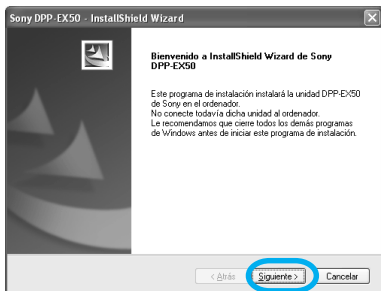 Sony DPP-EX50 - InstallShield Wizard
Bienvenido a InstallShield Wizard de Sony
DPP-EX50
Este programa de instalación instalará la unidad DPP-EX50
de Sony en el ordenador.
No conecte todavía dicha unidad al ordenador.
Le recomendamos que cierre todos los demás programas
de Windows antes de iniciar este programa de instalación.
< Atrás
Siguiente >
Cancelar